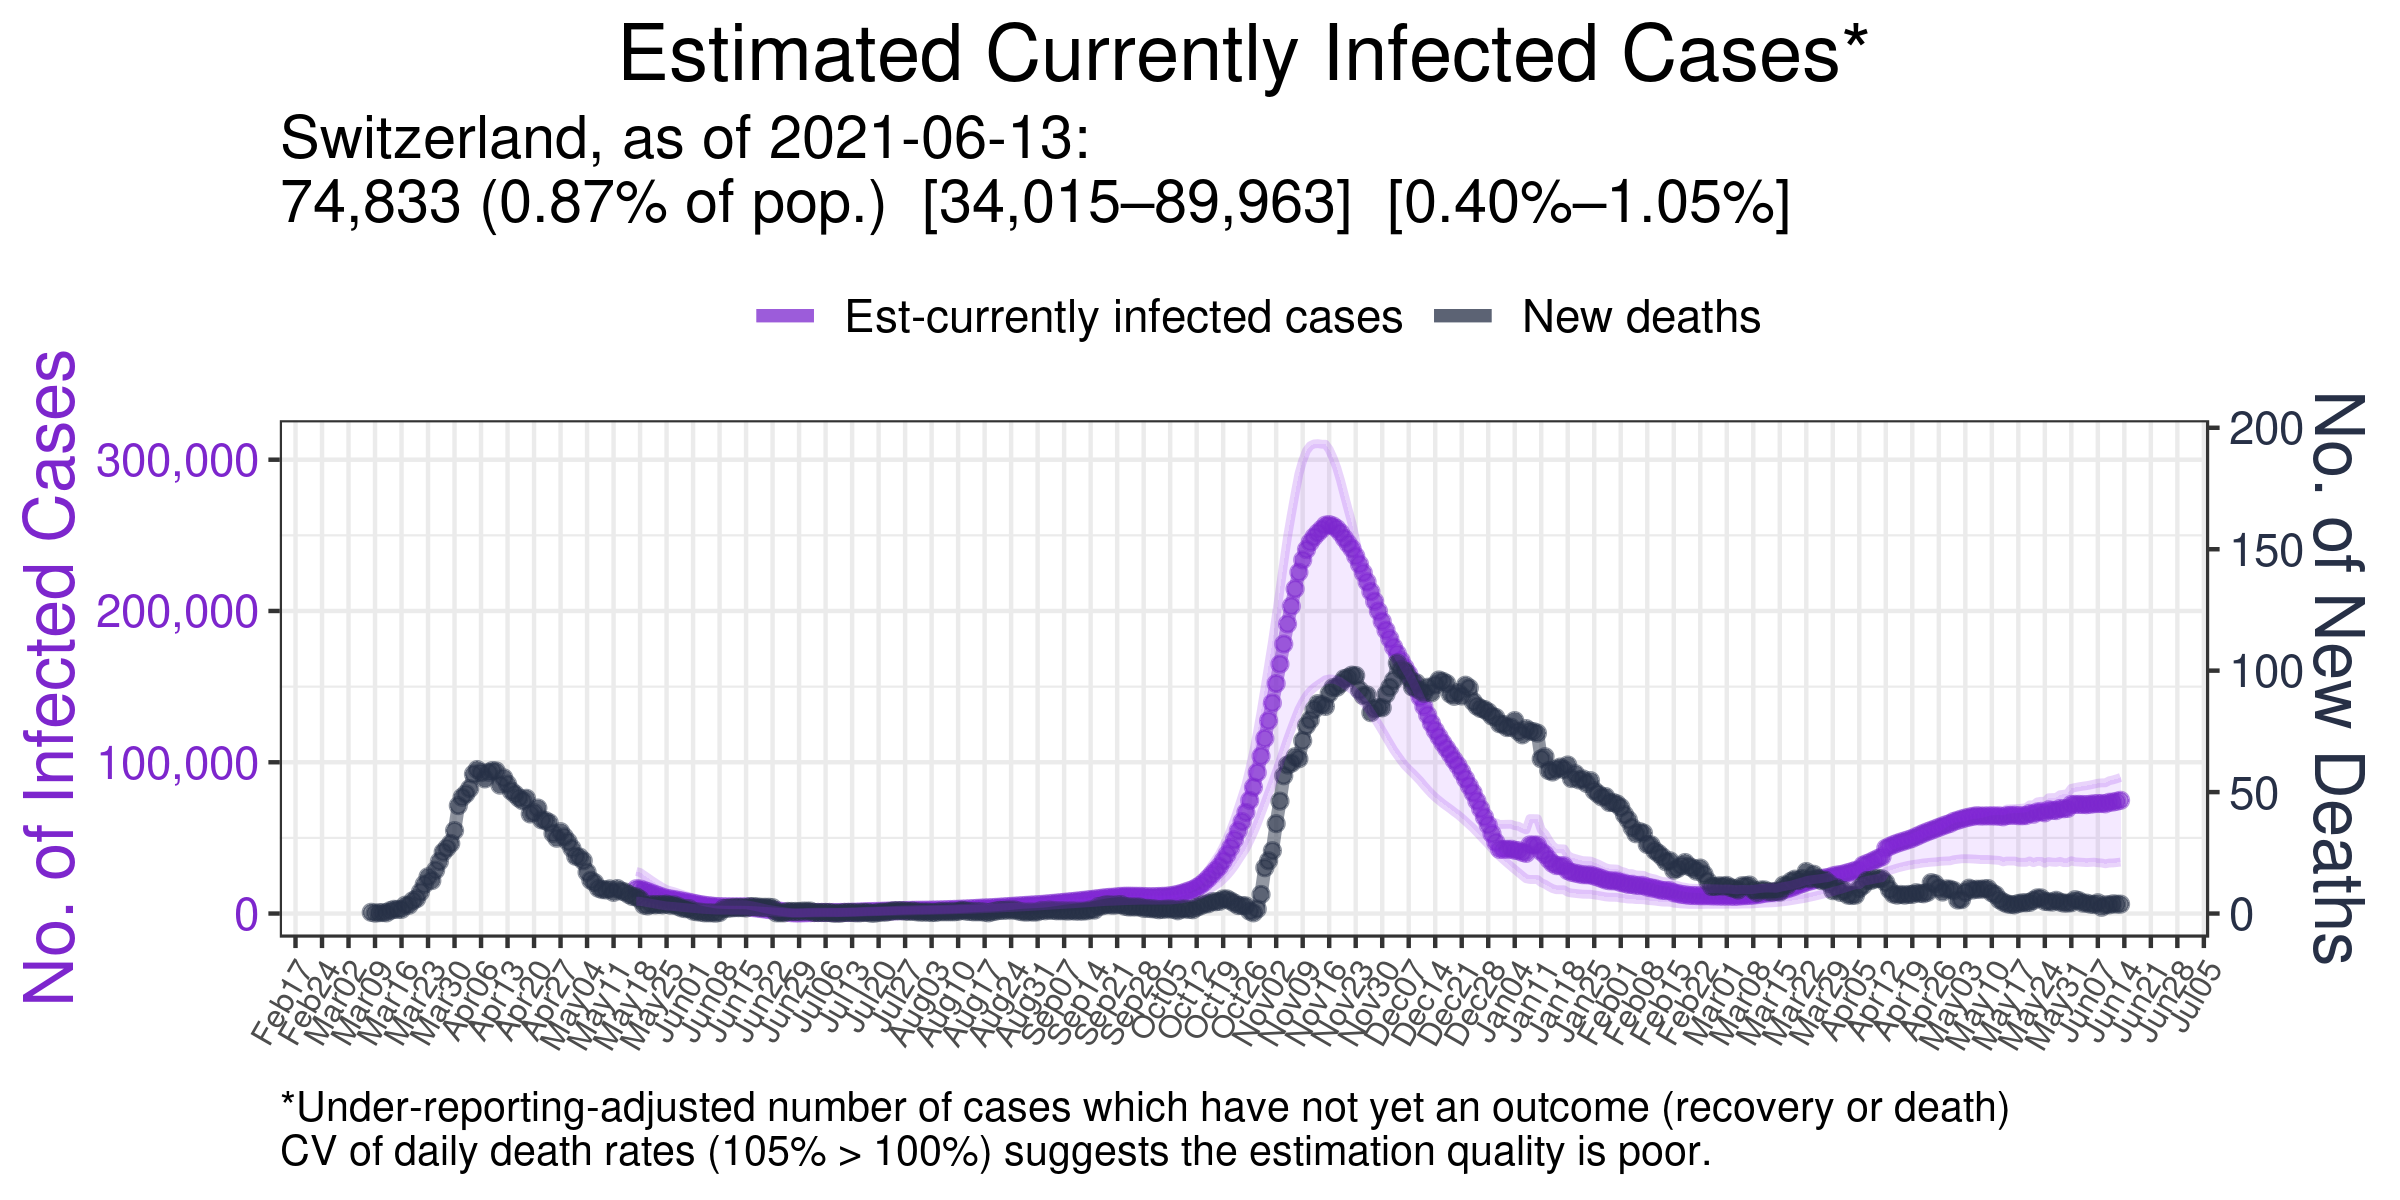 Estimated Currently Infected Cases*
Switzerland, as of 2021-06-13:
74,833 (0.87% of pop.)  [34,015–89,963]  [0.40%–1.05%]
Est-currently infected cases
New deaths
No. of Infected Cases
300,000
200,000
100,000
0
200
150
100
50
0
No. of New Deaths
Feb17
Feb24
Mar02
Mar09
Mar16
Mar23
Mar30
Apr06
Apr13
Apr20
Apr27
May04
May11
May18
May25
Jun01
Jun08
Jun15
Jun22
Jun29
Jul06
Jul13
Jul20
Jul27
Aug03
Aug10
Aug17
Aug24
Aug31
Sep07
Sep14
Sep21
Sep28
Oct05
Oct12
Oct19
Oct26
Nov02
Nov09
Nov16
Nov23
Nov30
Dec07
Dec14
Dec21
Dec28
Jan04
Jan11
Jan18
Jan25
Feb01
Feb08
Feb15
Feb22
Mar01
Mar08
Mar15
Mar22
Mar29
Apr05
Apr12
Apr19
Apr26
May03
May10
May17
May24
May31
Jun07
Jun14
Jun21
Jun28
Jul05
*Under-reporting-adjusted number of cases which have not yet an outcome (recovery or death)
CV of daily death rates (105% > 100%) suggests the estimation quality is poor.